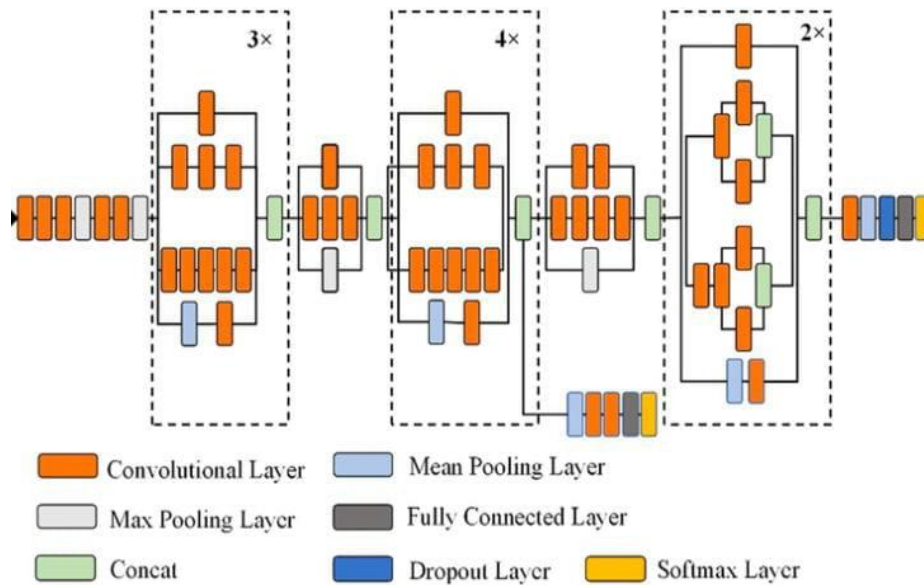 3×
4×
2×
Convolutional Layer
Mean Pooling Layer
Max Pooling Layer
Fully Connected Layer
Concat
Dropout Layer
Softmax Layer